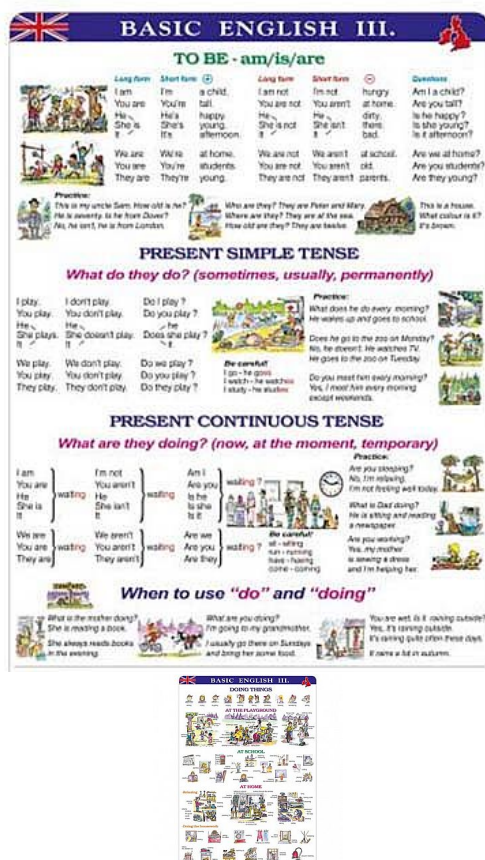 BASIC ENGLISH III.
TO BE - am/is/are
Long form Short form + Long form Short form - Questions
I am I'm a child. I am not I'm not hungry. Am I a child?
You are You're tall. You are not You aren't at home. Are you tall?
He He's happy. He He dirty. Is he happy?
She is She's young. She is not She isn't there. Is she young?
It It's afternoon. It It bad. Is it afternoon?
We are We're at home. We are not We aren't at school. Are we at home?
You are You're students. You are not You aren't old. Are you students?
They are They're young. They are not They aren't parents. Are they young?
Practice:
This is my uncle Sam. How old is he?
He is seventy. Is he from Dover?
No, he isn't, he is from London.
Who are they? They are Peter and Mary.
Where are they? They are at the sea.
How old are they? They are twelve.
This is a house.
What colour is it?
It's brown.
PRESENT SIMPLE TENSE
What do they do? (sometimes, usually, permanently)
I play. I don't play. Do I play ?
You play. You don't play. Do you play ?
He He he
She plays. She doesn't play. Does she play ?
It It it
We play. We don't play. Do we play ?
You play. You don't play. Do you play ?
They play. They don't play. Do they play ?
Be careful!
I go - he goes
I watch - he watches
I study - he studies
Practice:
What does he do every morning?
He wakes up and goes to school.
Does he go to the zoo on Monday?
No, he doesn't. He watches TV.
He goes to the zoo on Tuesday.
Do you meet him every morning?
Yes, I meet him every morning
except weekends.
PRESENT CONTINUOUS TENSE
What are they doing? (now, at the moment, temporary)
I am I'm not Am I
You are You aren't Are you
He waiting He waiting Is he waiting ?
She is She isn't Is she
It is It Is it
We are We aren't Are we
You are waiting You aren't waiting Are you waiting ?
They are They aren't Are they
Be careful!
sit - sitting
run - running
have - having
come - coming
Practice:
Are you sleeping?
No, I'm relaxing.
I'm not feeling well today.
What is Dad doing?
He is sitting and reading
a newspaper.
Are you working?
Yes, my mother
is sewing a dress
and I'm helping her.
When to use "do" and "doing"
What is the mother doing?
She is reading a book.
She always reads books
in the evening.
What are you doing?
I'm going to my grandmother.
I usually go there on Sundays
and bring her some food.
You are wet. Is it raining outside?
Yes, it's raining outside.
It's raining quite often these days.
It rains a lot in autumn.
BASIC ENGLISH III.
DOING THINGS
AT THE PLAYGROUND
AT SCHOOL
AT HOME